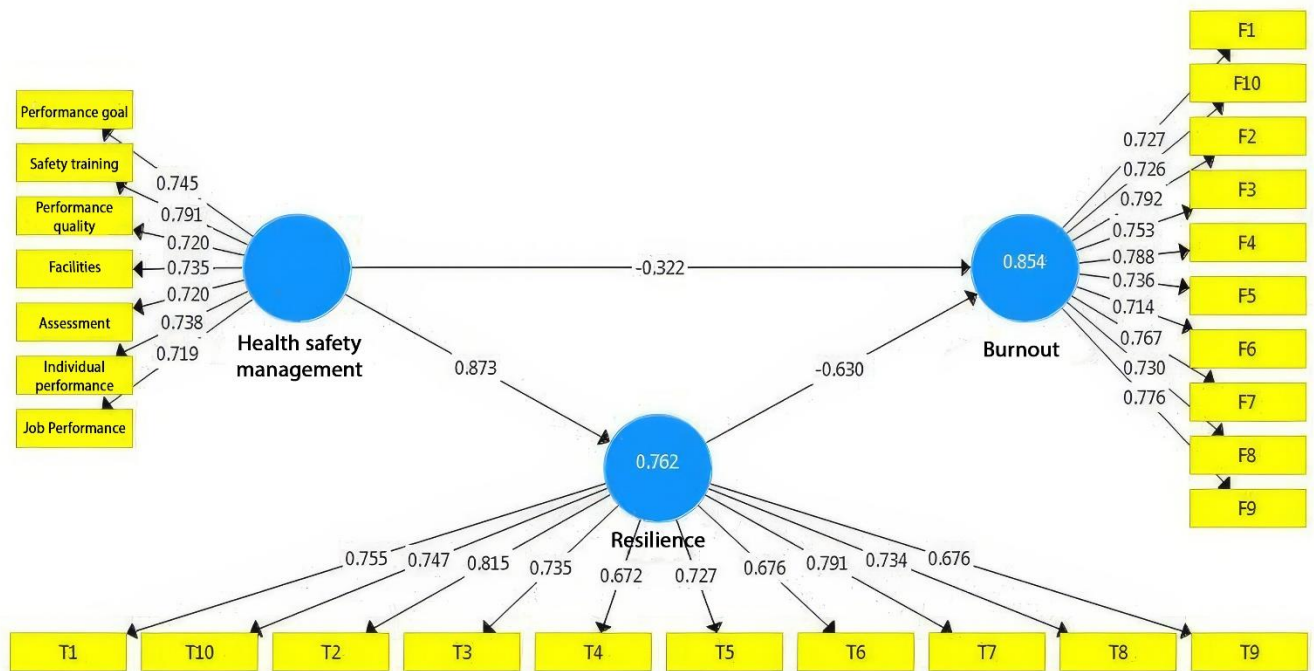 F1
F10
F2
F3
F4
F5
F6
F7
F8
F9
0.727
0.726
0.792
0.753
0.788
0.736
0.714
0.767
0.730
0.776
Performance goal
Safety training
Performance
quality
Facilities
Assessment
Individual
performance
Job Performance
0.745
0.791
0.720
0.735
0.720
0.738
0.719
Health safety
management
-0.322
0.854
Burnout
0.873
-0.630
0.762
Resilience
0.755
0.747
0.815
0.735
0.672
0.727
0.676
0.791
0.734
0.676
T1
T10
T2
T3
T4
T5
T6
T7
T8
T9